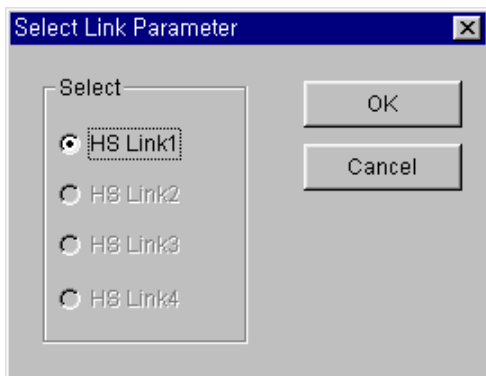 Select Link Parameter
Select
HS Link1
HS Link2
HS Link3
HS Link4
OK
Cancel